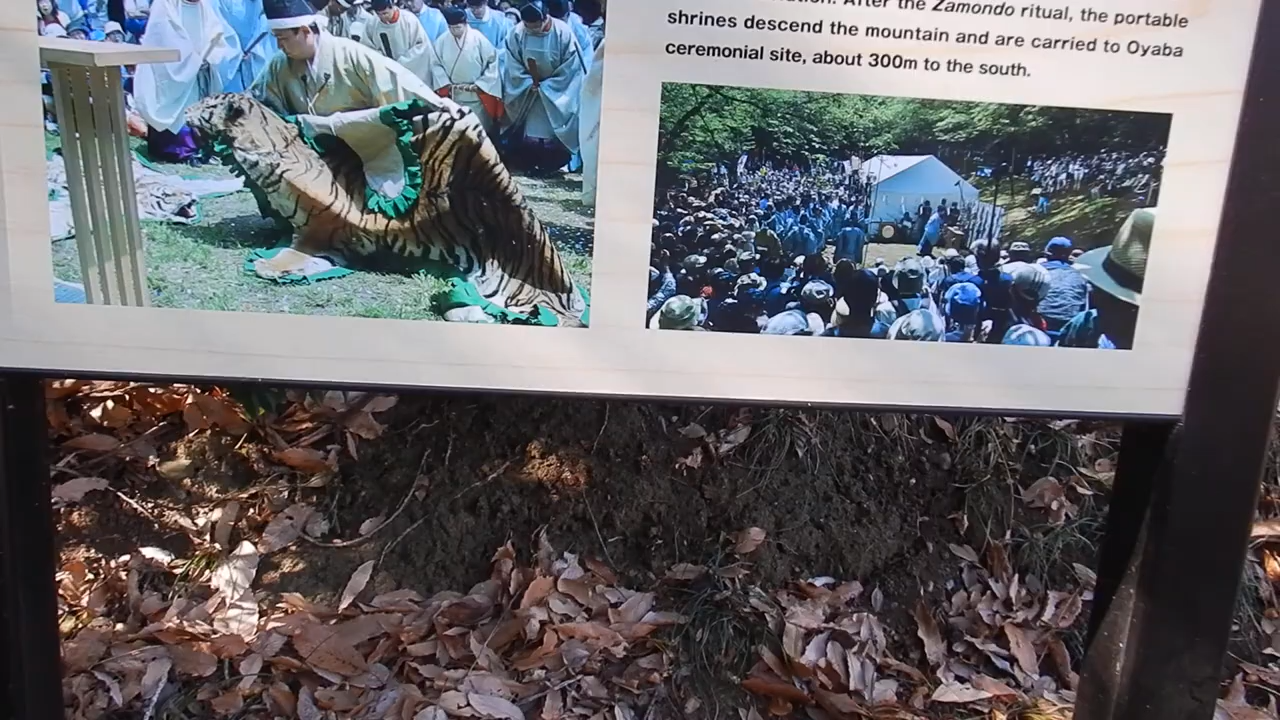 After the Zamondo ritual, the portable
shrines descend the mountain and are carried to Oyaba
ceremonial site, about 300m to the south.